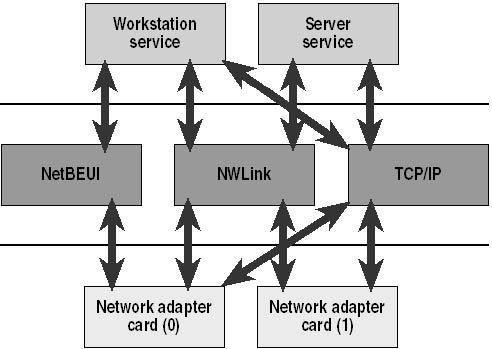 Workstation
service
Server
service
NetBEUI
NWLink
TCP/IP
Network adapter
card (0)
Network adapter
card (1)